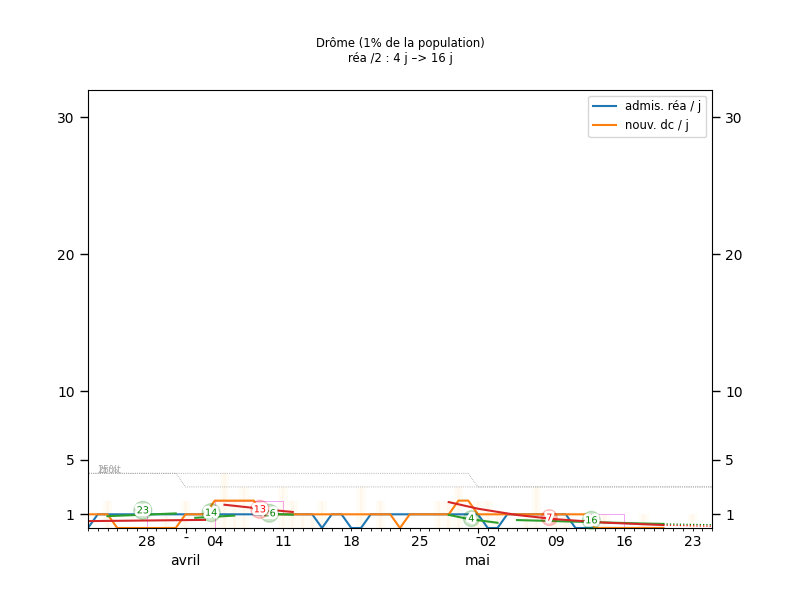 Drôme (1% de la population)
réa /2 : 4 j –> 16 j
admis. réa / j
nouv. dc / j
30 30
20 20
10 10
5 5
1 1
23 14 13 6 4 7 16
28 - 04 11 18 25 - 02 09 16 23
avril mai